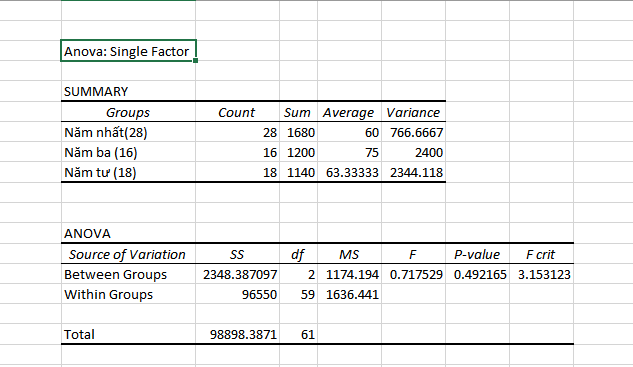 Anova: Single Factor
SUMMARY
Groups Count Sum Average Variance
Năm nhất(28) 28 1680 60 766.6667
Năm ba (16) 16 1200 75 2400
Năm tư (18) 18 1140 63.33333 2344.118
ANOVA
Source of Variation SS df MS F P-value F crit
Between Groups 2348.387097 2 1174.194 0.717529 0.492165 3.153123
Within Groups 96550 59 1636.441
Total 98898.3871 61